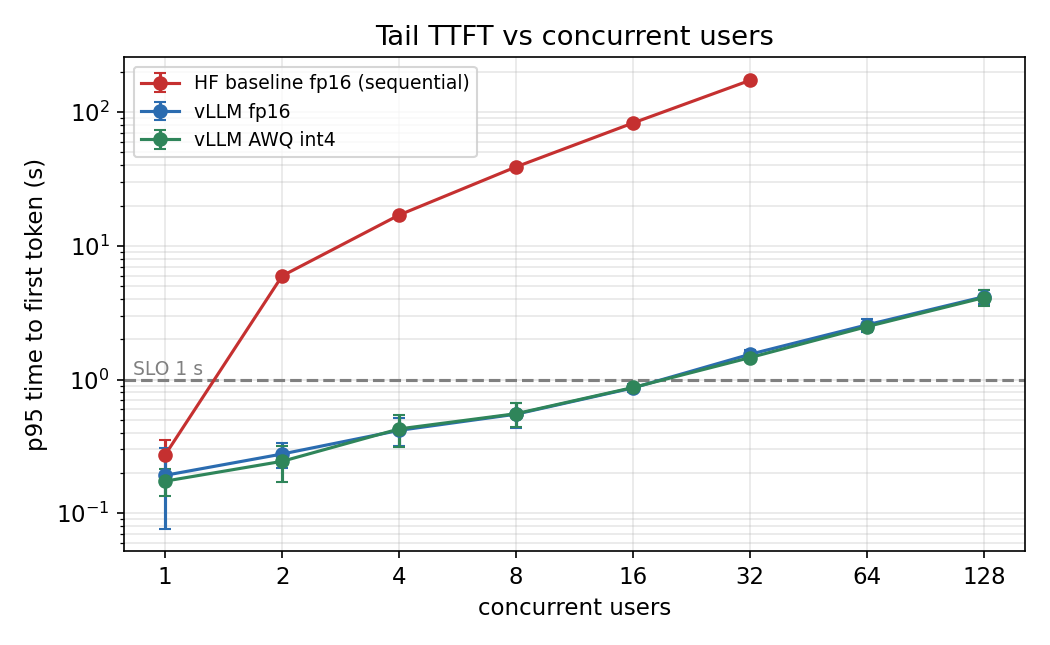 Tail TTFT vs concurrent users
HF baseline fp16 (sequential)
vLLM fp16
vLLM AWQ int4
p95 time to first token (s)
10²
10¹
10⁰
10⁻¹
SLO 1 s
1 2 4 8 16 32 64 128
concurrent users